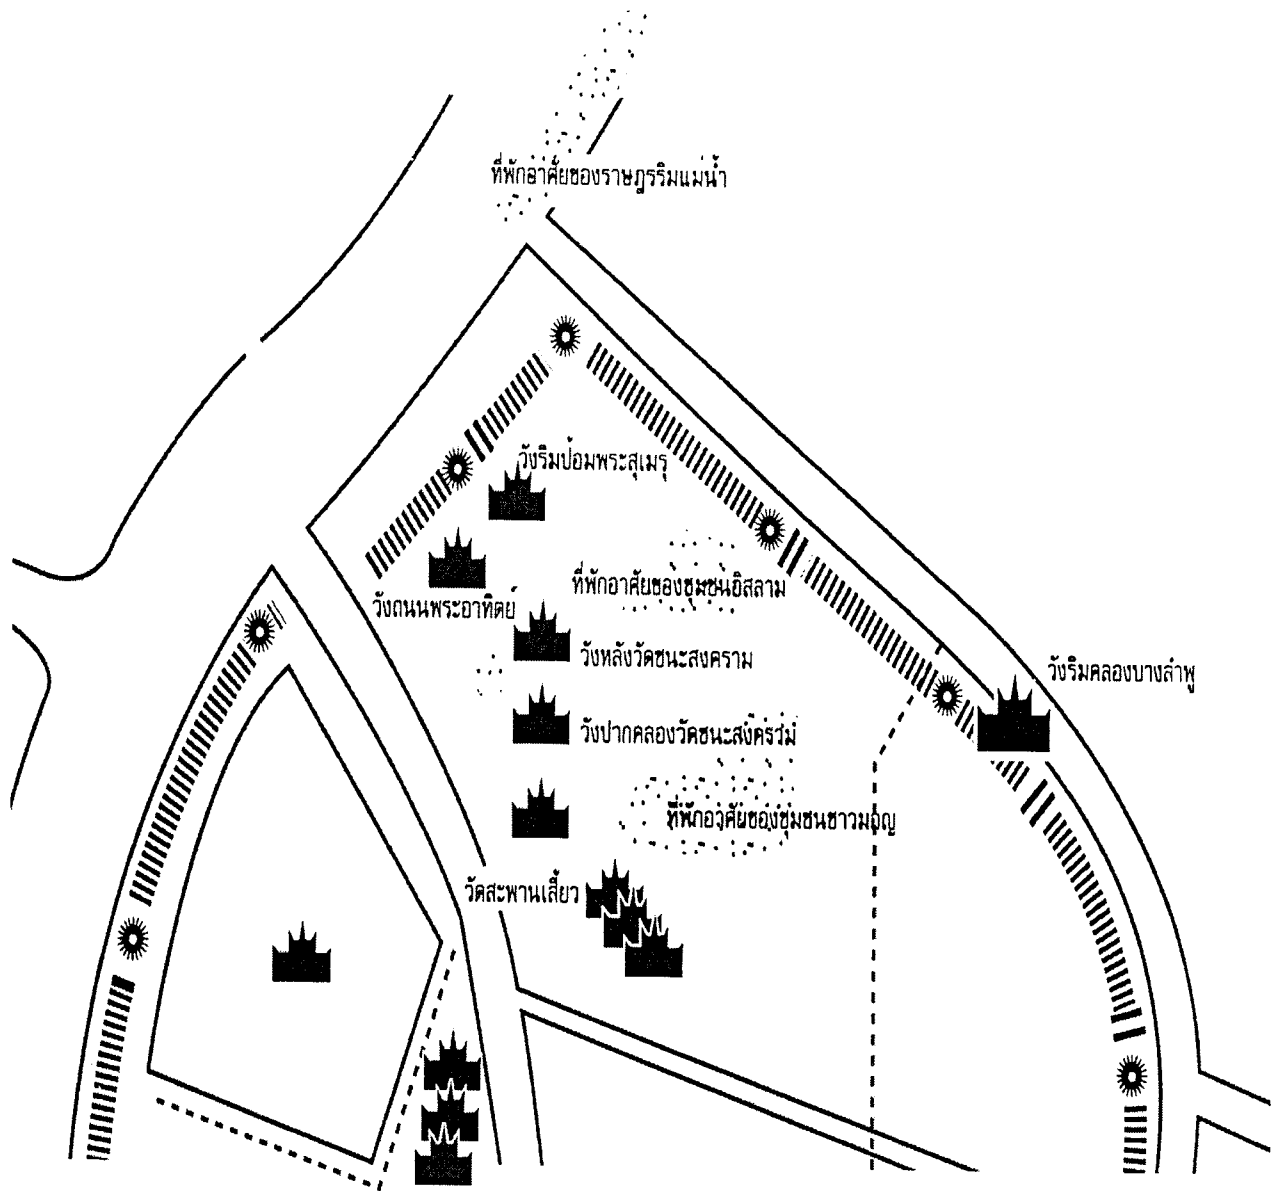 ที่พักอาศัยของราษฎรริมแม่น้ำ
วังริมป้อมพระสุเมรุ
ที่พักอาศัยของชุมชนอิสลาม
วังถนนพระอาทิตย์
วังหลังวัดชนะสงคราม
วังริมคลองบางลำพู
วังปากคลองวัดชนะสงคราม
ที่พักอาศัยของชุมชนชาวมอญ
วัดสะพานเสี้ยว